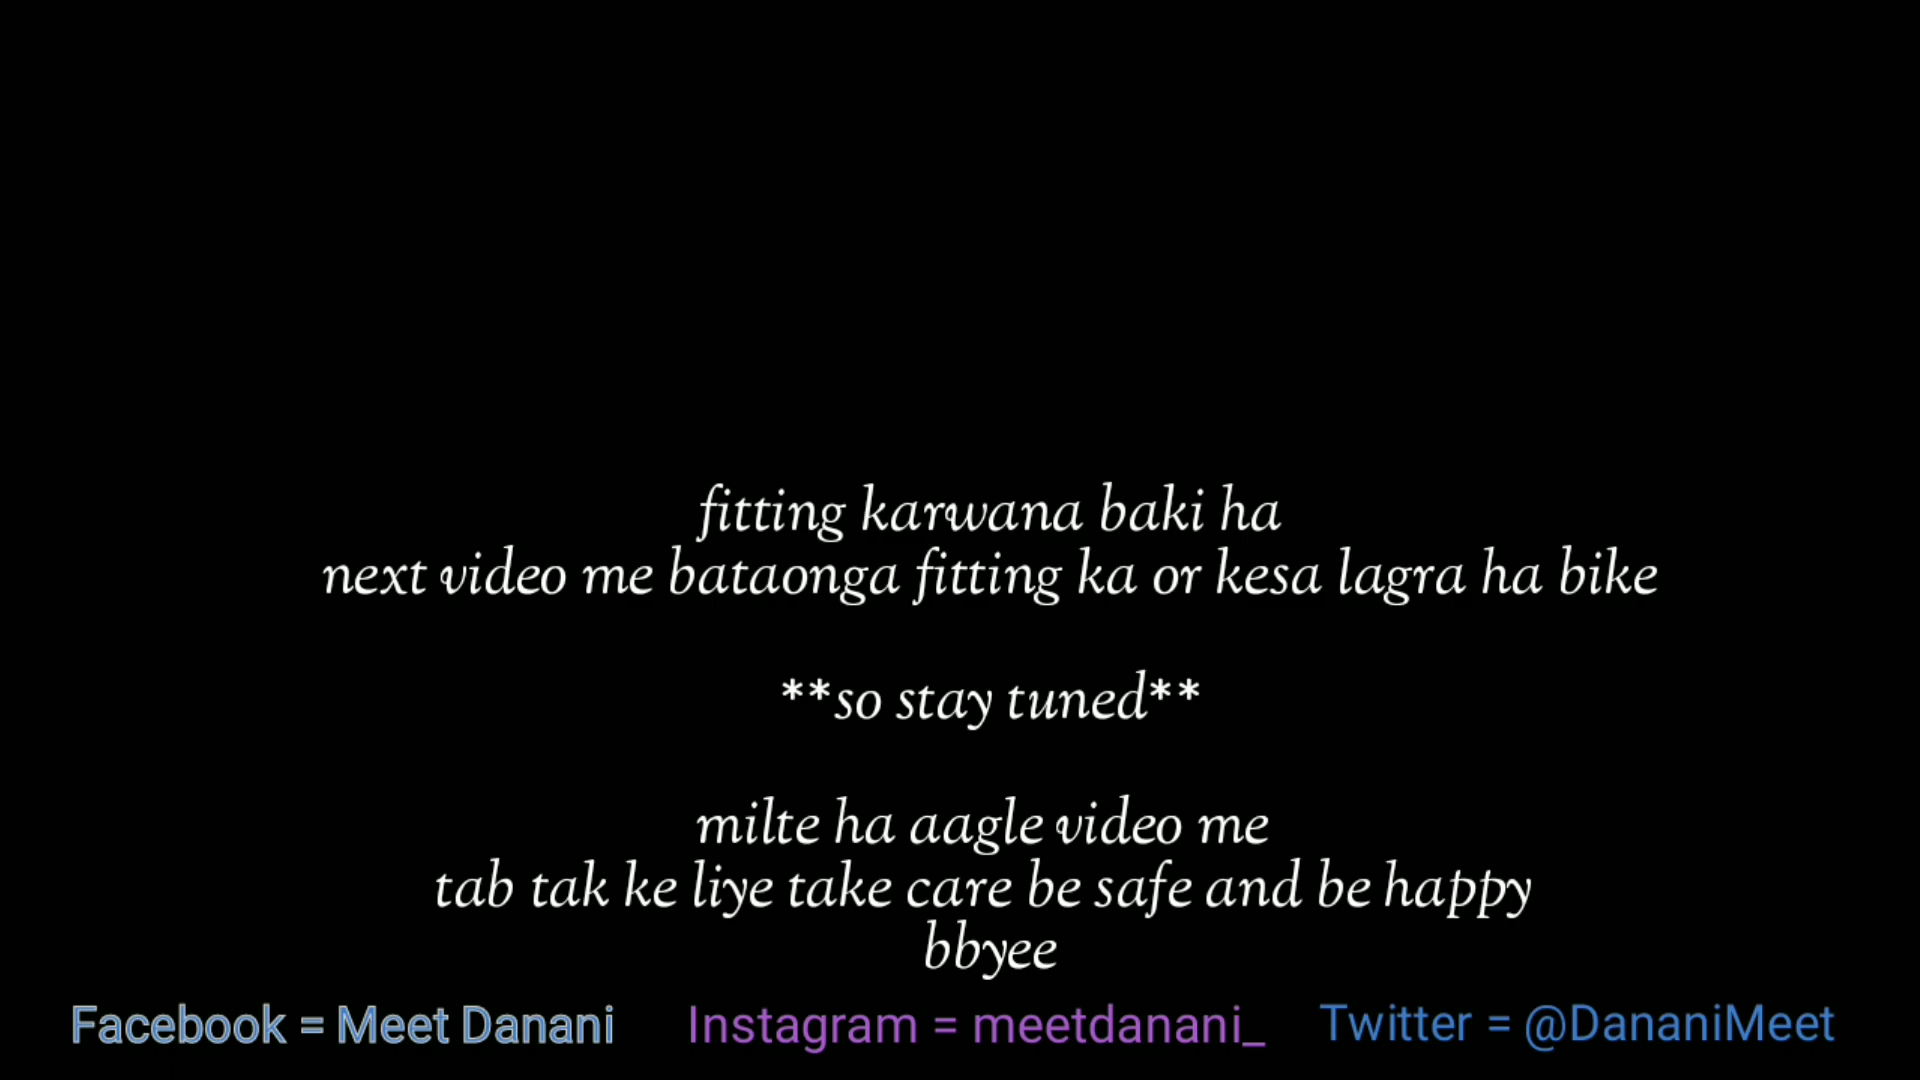 fitting karwana baki ha
next video me bataonga fitting ka or kesa lagra ha bike
**so stay tuned**
milte ha aagle video me
tab tak ke liye take care be safe and be happy
bbyee
Facebook = Meet Danani Instagram = meetdanani_ Twitter = @DananiMeet